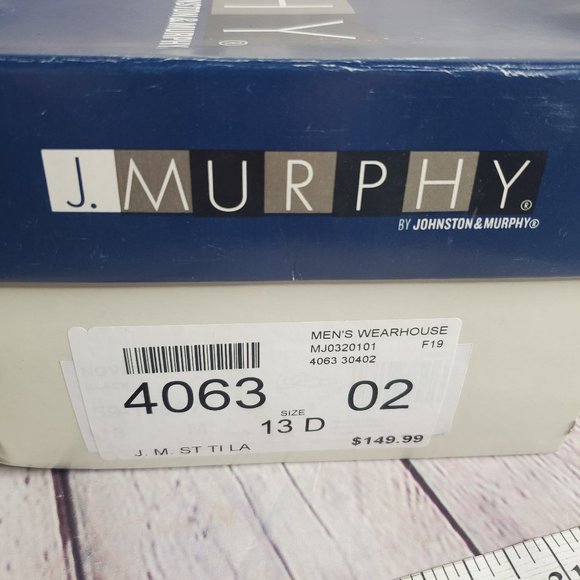 H®
J.MURPHY®
BY JOHNSTON&MURPHY®
MEN'S WEARHOUSE
MJ0320101 F19
4063 30402
4063 02
SIZE
13 D
$149.99
J. M. ST TI LA